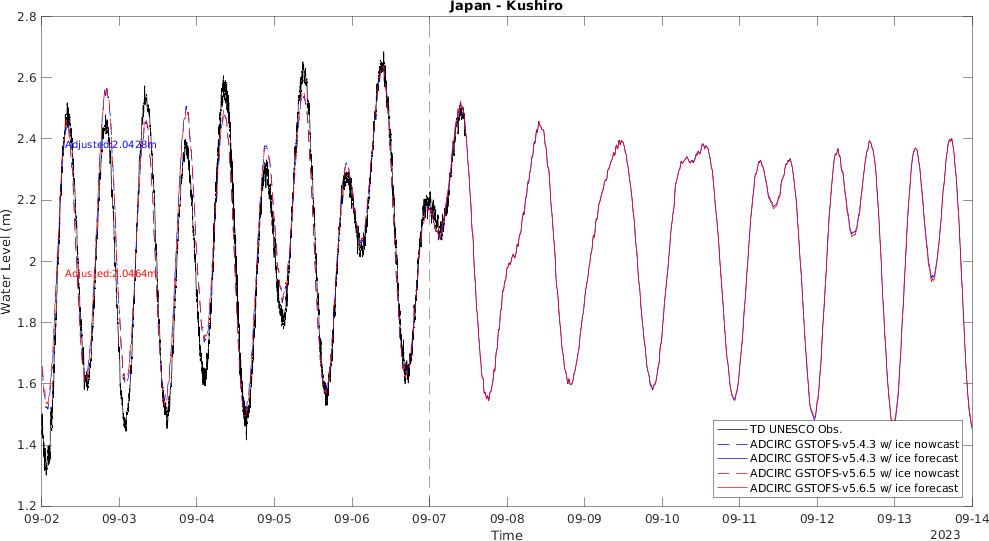 Japan - Kushiro
2.8
2.6
2.4
2.2
2
1.8
1.6
1.4
1.2
Water Level (m)
Adjusted:2.0428m
Adjusted:2.0464m
TD UNESCO Obs.
ADCIRC GSTOFS-v5.4.3 w/ ice nowcast
ADCIRC GSTOFS-v5.4.3 w/ ice forecast
ADCIRC GSTOFS-v5.6.5 w/ ice nowcast
ADCIRC GSTOFS-v5.6.5 w/ ice forecast
09-02 09-03 09-04 09-05 09-06 09-07 09-08 09-09 09-10 09-11 09-12 09-13 09-14
Time
2023